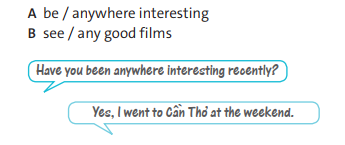 A be / anywhere interesting
B see / any good films
Have you been anywhere interesting recently?
Yes, I went to Cần Thơ at the weekend.